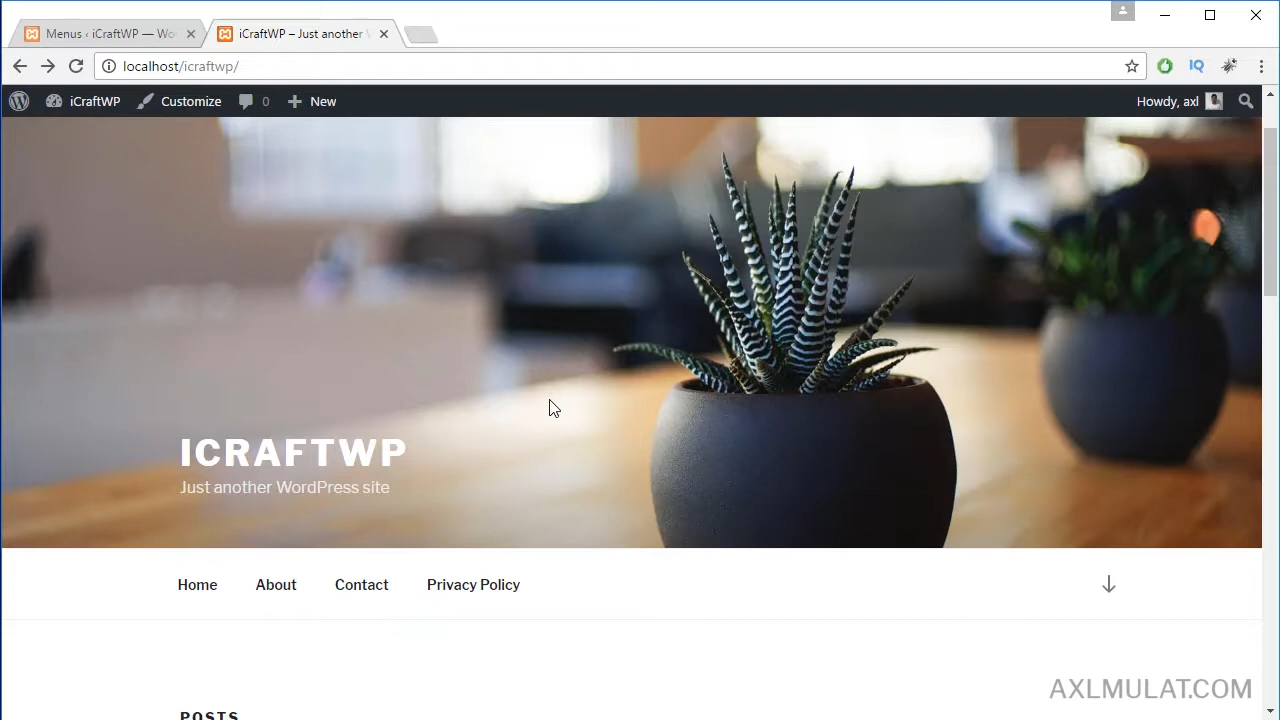 Menus ‹ iCraftWP — Wo
iCraftWP – Just another
localhost/icraftwp/
IQ
iCraftWP
Customize
0
New
Howdy, axl
ICRAFTWP
Just another WordPress site
Home
About
Contact
Privacy Policy
POSTS
AXLMULAT.COM